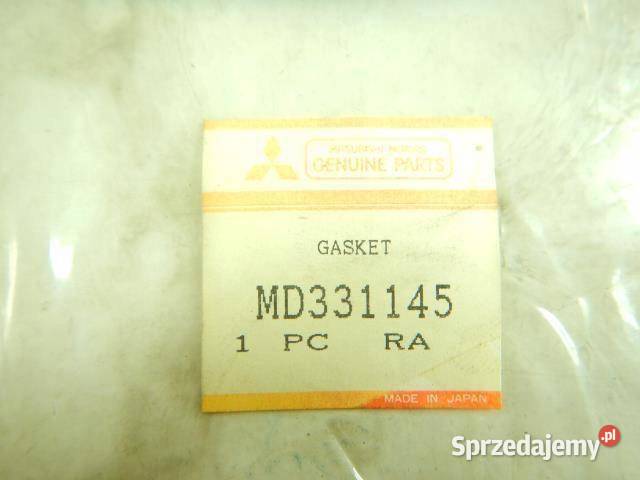 MITSUBISHI MOTORS
GENUINE PARTS
GASKET
MD331145
1 PC RA
MADE IN JAPAN
Sprzedajemy.pl